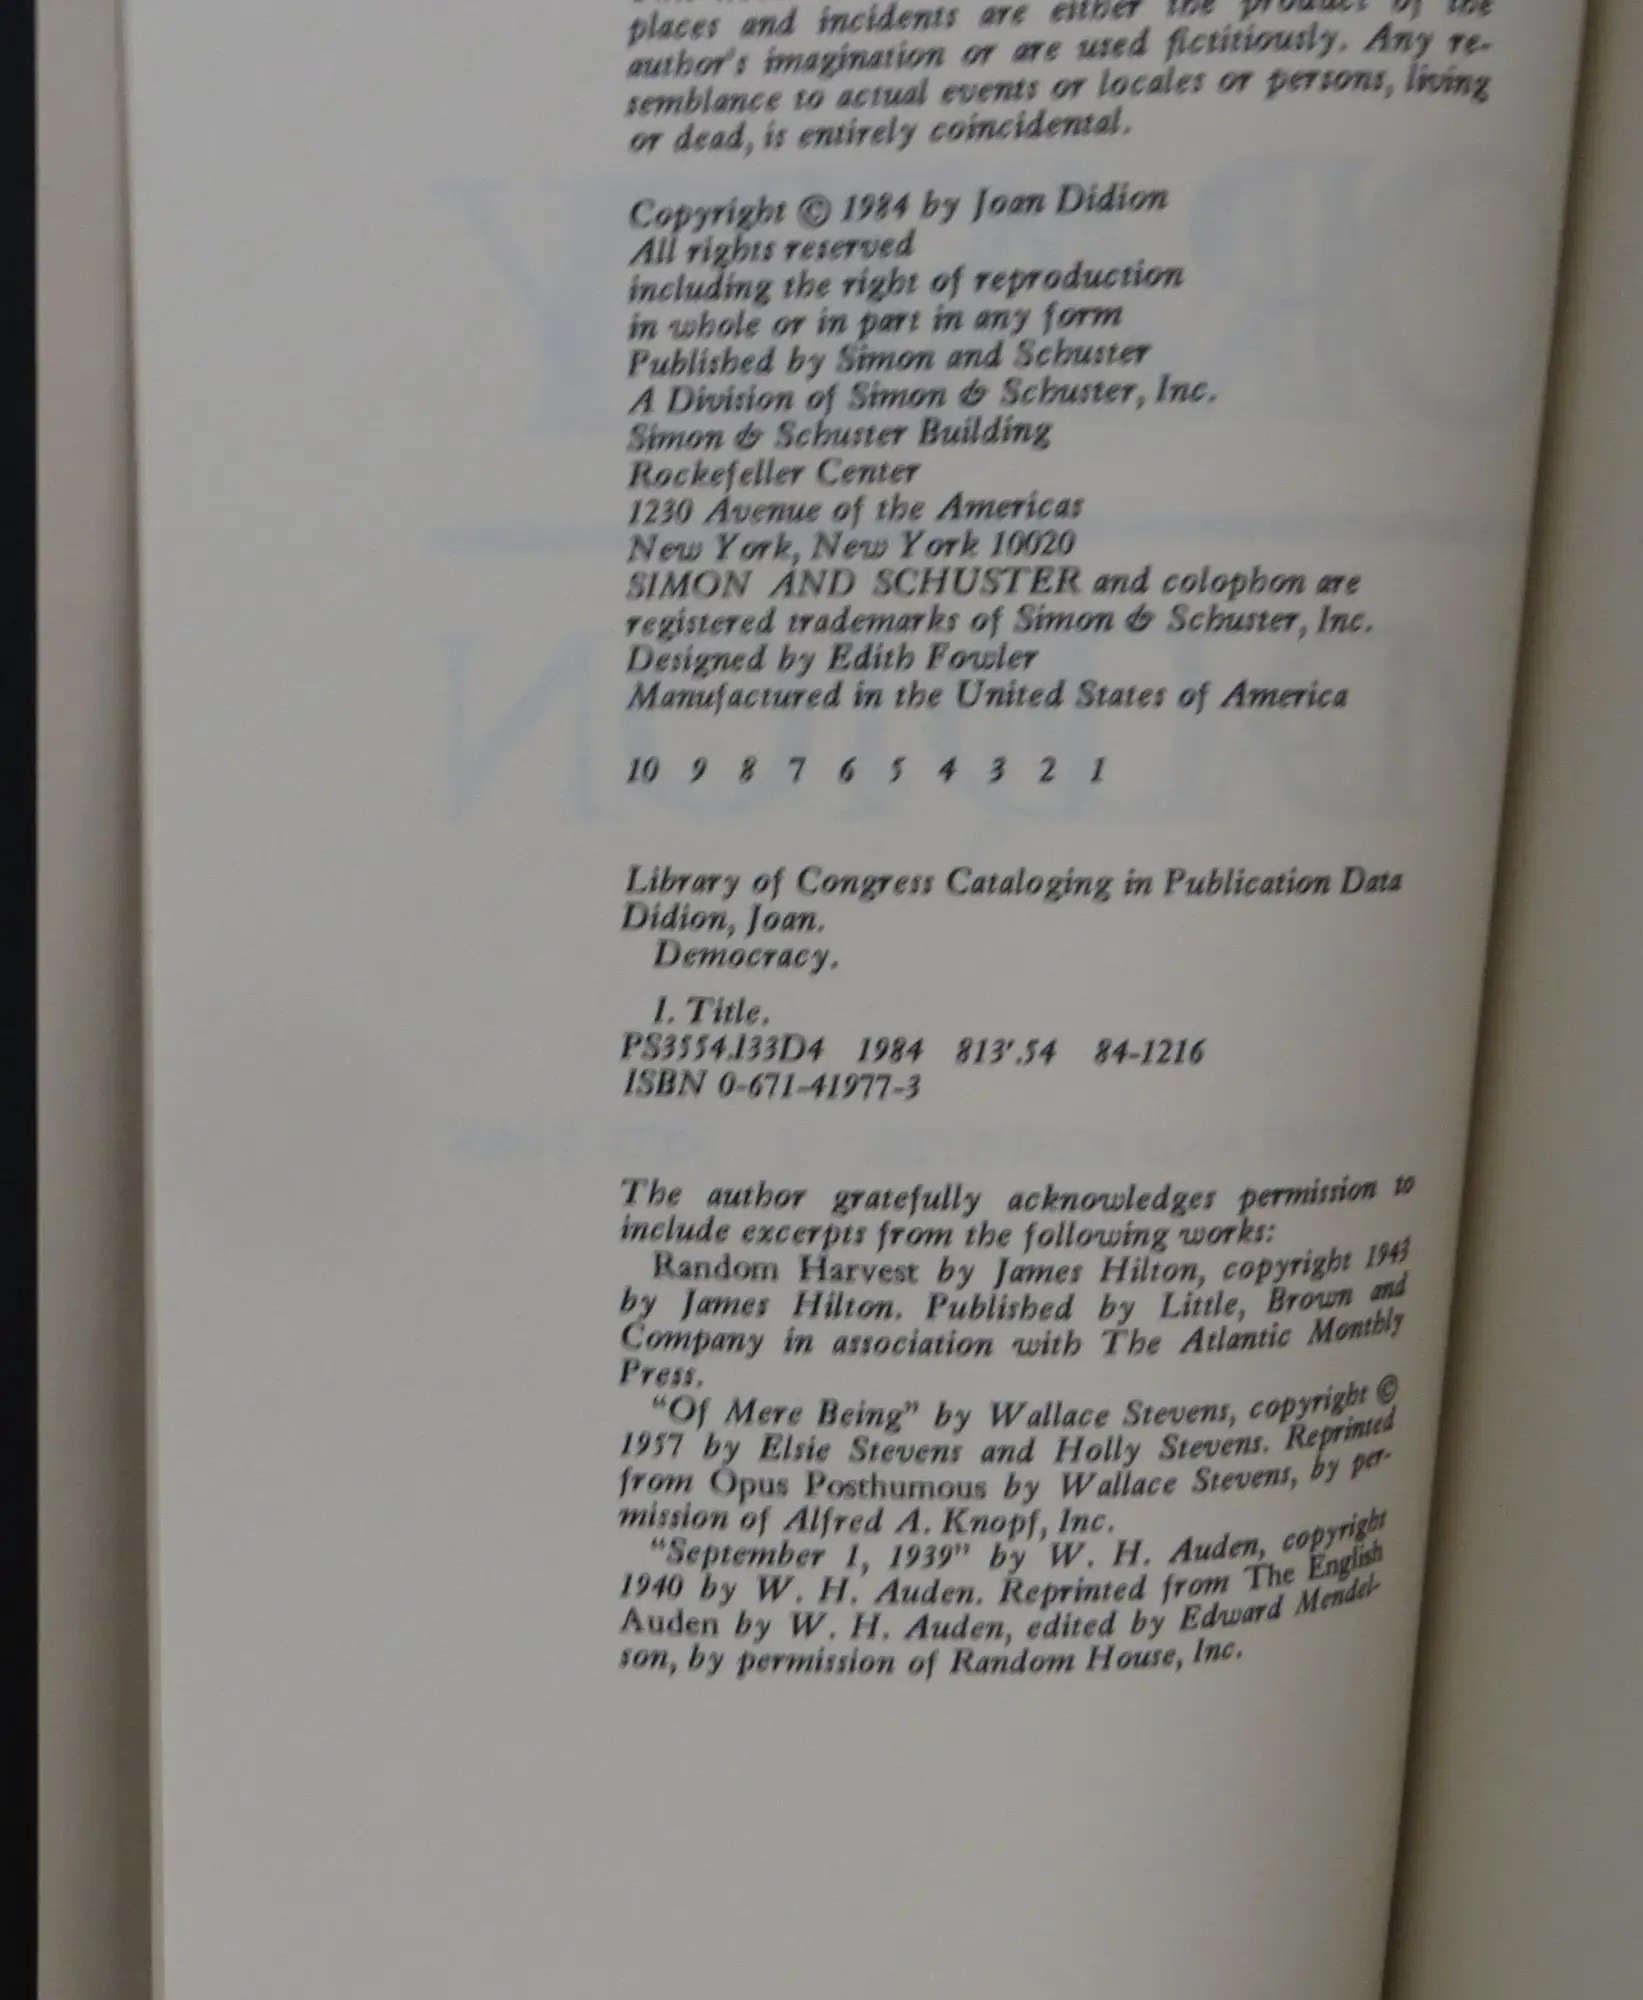 places and incidents are either the product of the
author's imagination or are used fictitiously. Any re-
semblance to actual events or locales or persons, living
or dead, is entirely coincidental.
Copyright © 1984 by Joan Didion
All rights reserved
including the right of reproduction
in whole or in part in any form
Published by Simon and Schuster
A Division of Simon & Schuster, Inc.
Simon & Schuster Building
Rockefeller Center
1230 Avenue of the Americas
New York, New York 10020
SIMON AND SCHUSTER and colophon are
registered trademarks of Simon & Schuster, Inc.
Designed by Edith Fowler
Manufactured in the United States of America
10 9 8 7 6 5 4 3 2 1
Library of Congress Cataloging in Publication Data
Didion, Joan.
Democracy.
I. Title.
PS3554.I33D4 1984 813'.54 84-1216
ISBN 0-671-41977-3
The author gratefully acknowledges permission to
include excerpts from the following works:
Random Harvest by James Hilton, copyright 1943
by James Hilton. Published by Little, Brown and
Company in association with The Atlantic Monthly
Press.
"Of Mere Being" by Wallace Stevens, copyright ©
1957 by Elsie Stevens and Holly Stevens. Reprinted
from Opus Posthumous by Wallace Stevens, by per-
mission of Alfred A. Knopf, Inc.
"September 1, 1939" by W. H. Auden, copyright
1940 by W. H. Auden. Reprinted from The English
Auden by W. H. Auden, edited by Edward Mendel-
son, by permission of Random House, Inc.